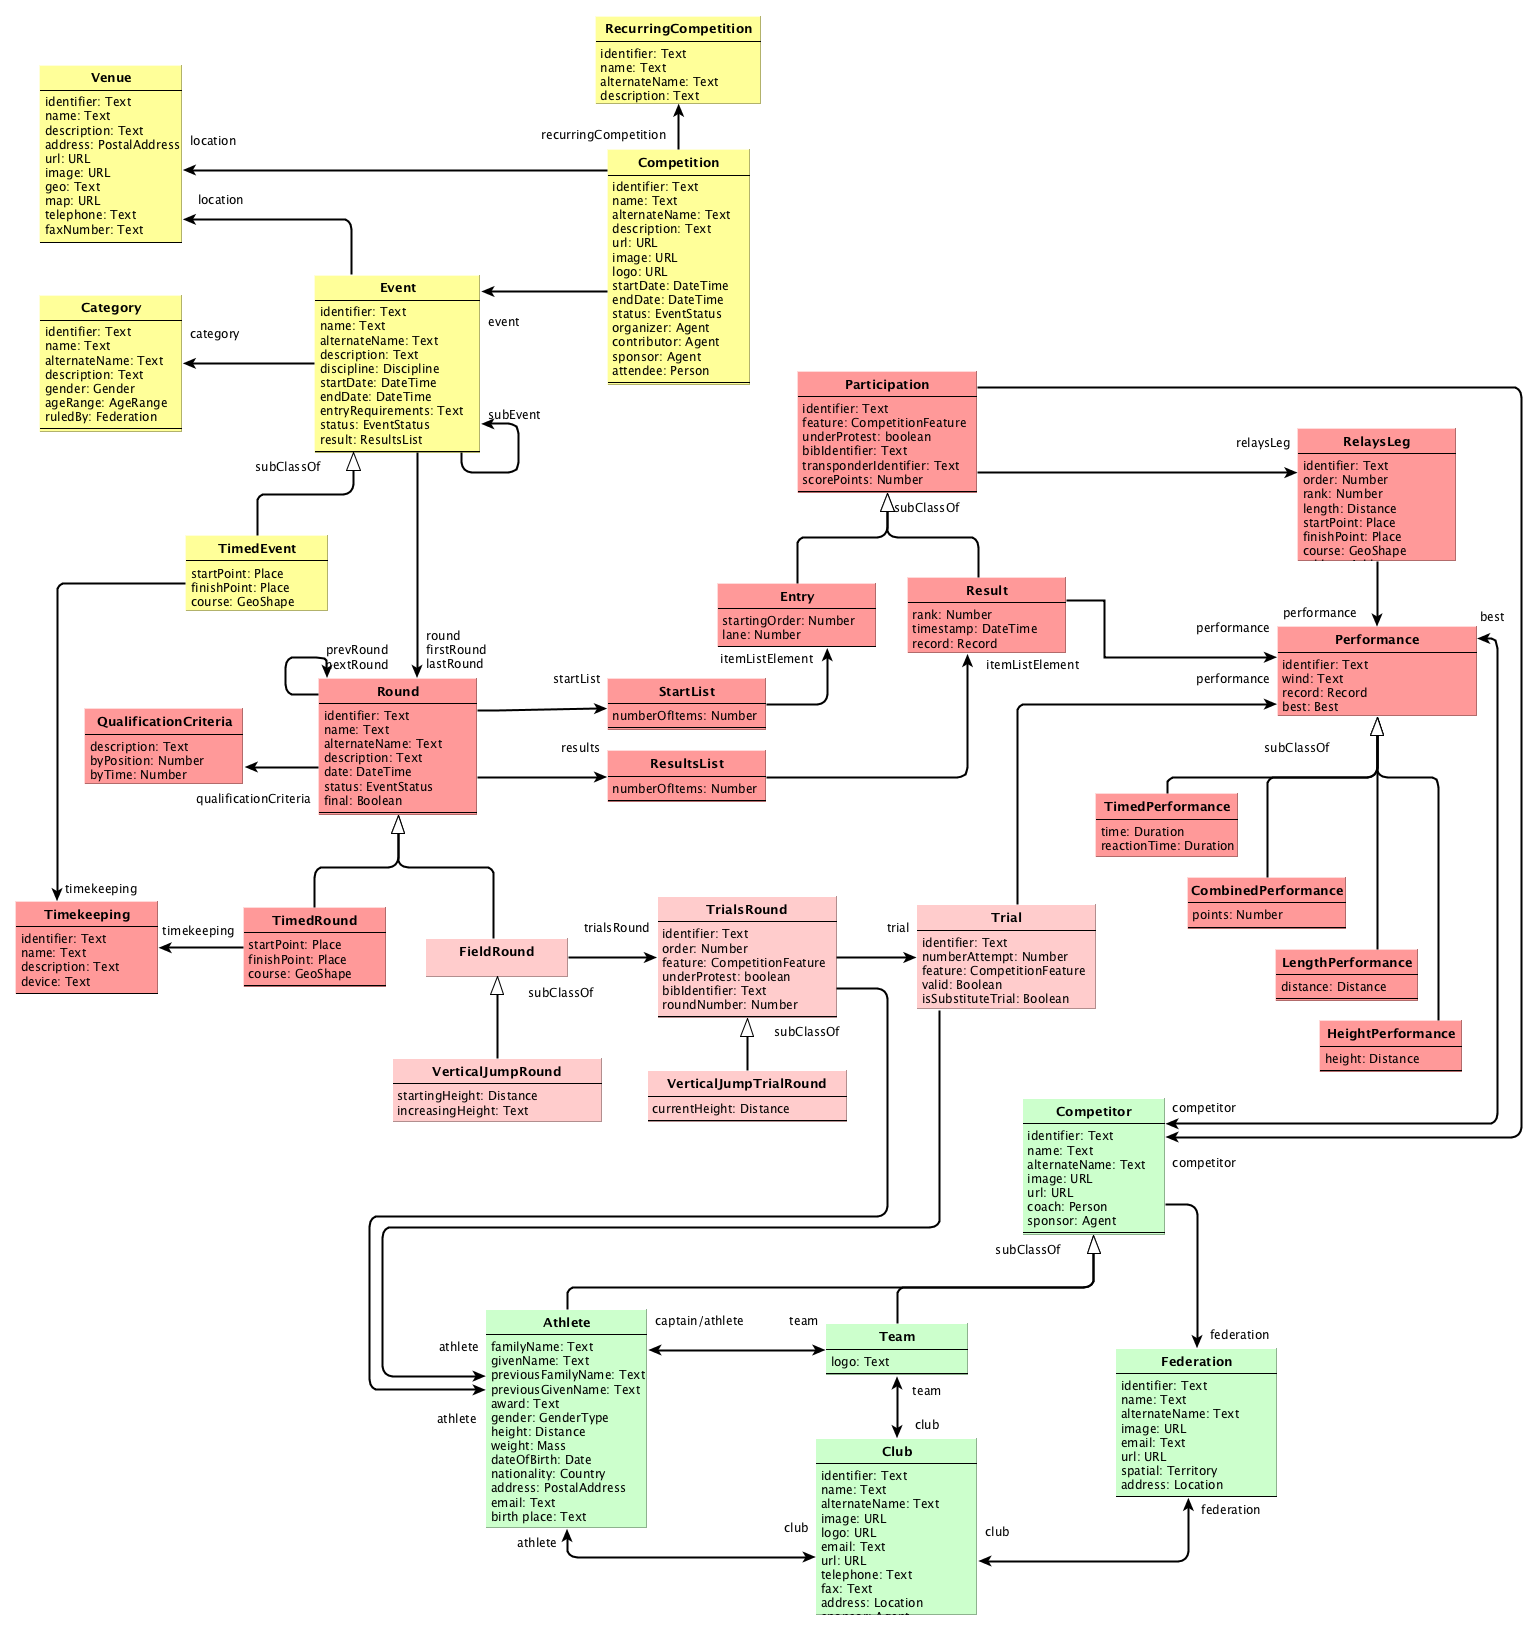 RecurringCompetition
identifier: Text
name: Text
alternateName: Text
description: Text
Venue
identifier: Text
name: Text
description: Text
address: PostalAddress
url: URL
image: URL
geo: Text
map: URL
telephone: Text
faxNumber: Text
location
location
recurringCompetition
Competition
identifier: Text
name: Text
alternateName: Text
description: Text
url: URL
image: URL
logo: URL
startDate: DateTime
endDate: DateTime
status: EventStatus
organizer: Agent
contributor: Agent
sponsor: Agent
attendee: Person
Category
identifier: Text
name: Text
alternateName: Text
description: Text
gender: Gender
ageRange: AgeRange
ruledBy: Federation
category
Event
identifier: Text
name: Text
alternateName: Text
description: Text
discipline: Discipline
startDate: DateTime
endDate: DateTime
entryRequirements: Text
status: EventStatus
result: ResultsList
event
subEvent
subClassOf
Participation
identifier: Text
feature: CompetitionFeature
underProtest: boolean
bibIdentifier: Text
transponderIdentifier: Text
scorePoints: Number
subClassOf
relaysLeg
RelaysLeg
identifier: Text
order: Number
rank: Number
length: Distance
startPoint: Place
finishPoint: Place
course: GeoShape
TimedEvent
startPoint: Place
finishPoint: Place
course: GeoShape
Entry
startingOrder: Number
lane: Number
itemListElement
Result
rank: Number
timestamp: DateTime
record: Record
itemListElement
performance
performance
performance
best
Performance
identifier: Text
wind: Text
record: Record
best: Best
prevRound
nextRound
round
firstRound
lastRound
Round
identifier: Text
name: Text
alternateName: Text
description: Text
date: DateTime
status: EventStatus
final: Boolean
startList
StartList
numberOfItems: Number
results
ResultsList
numberOfItems: Number
QualificationCriteria
description: Text
byPosition: Number
byTime: Number
qualificationCriteria
subClassOf
TimedPerformance
time: Duration
reactionTime: Duration
CombinedPerformance
points: Number
LengthPerformance
distance: Distance
HeightPerformance
height: Distance
timekeeping
Timekeeping
identifier: Text
name: Text
description: Text
device: Text
timekeeping
TimedRound
startPoint: Place
finishPoint: Place
course: GeoShape
FieldRound
subClassOf
trialsRound
TrialsRound
identifier: Text
order: Number
feature: CompetitionFeature
underProtest: boolean
bibIdentifier: Text
roundNumber: Number
subClassOf
trial
Trial
identifier: Text
numberAttempt: Number
feature: CompetitionFeature
valid: Boolean
isSubstituteTrial: Boolean
VerticalJumpRound
startingHeight: Distance
increasingHeight: Text
VerticalJumpTrialRound
currentHeight: Distance
Competitor
identifier: Text
name: Text
alternateName: Text
image: URL
url: URL
coach: Person
sponsor: Agent
competitor
competitor
subClassOf
Athlete
familyName: Text
givenName: Text
previousFamilyName: Text
previousGivenName: Text
award: Text
gender: GenderType
height: Distance
weight: Mass
dateOfBirth: Date
nationality: Country
address: PostalAddress
email: Text
birth place: Text
athlete
athlete
athlete
captain/athlete
team
Team
logo: Text
team
club
Club
identifier: Text
name: Text
alternateName: Text
image: URL
logo: URL
email: Text
url: URL
telephone: Text
fax: Text
address: Location
sponsor: Agent
club
club
federation
Federation
identifier: Text
name: Text
alternateName: Text
image: URL
email: Text
url: URL
spatial: Territory
address: Location
federation